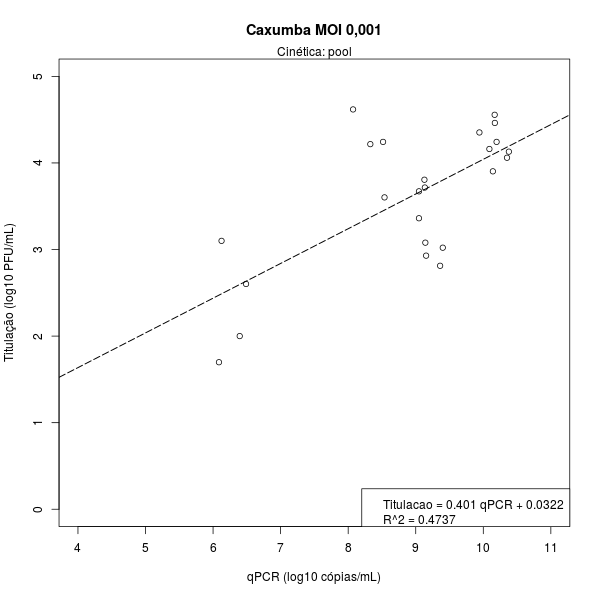 Caxumba MOI 0,001
Cinética: pool
5
4
3
2
1
0
Titulação (log10 PFU/mL)
Titulacao = 0.401 qPCR + 0.0322
R^2 = 0.4737
4 5 6 7 8 9 10 11
qPCR (log10 cópias/mL)